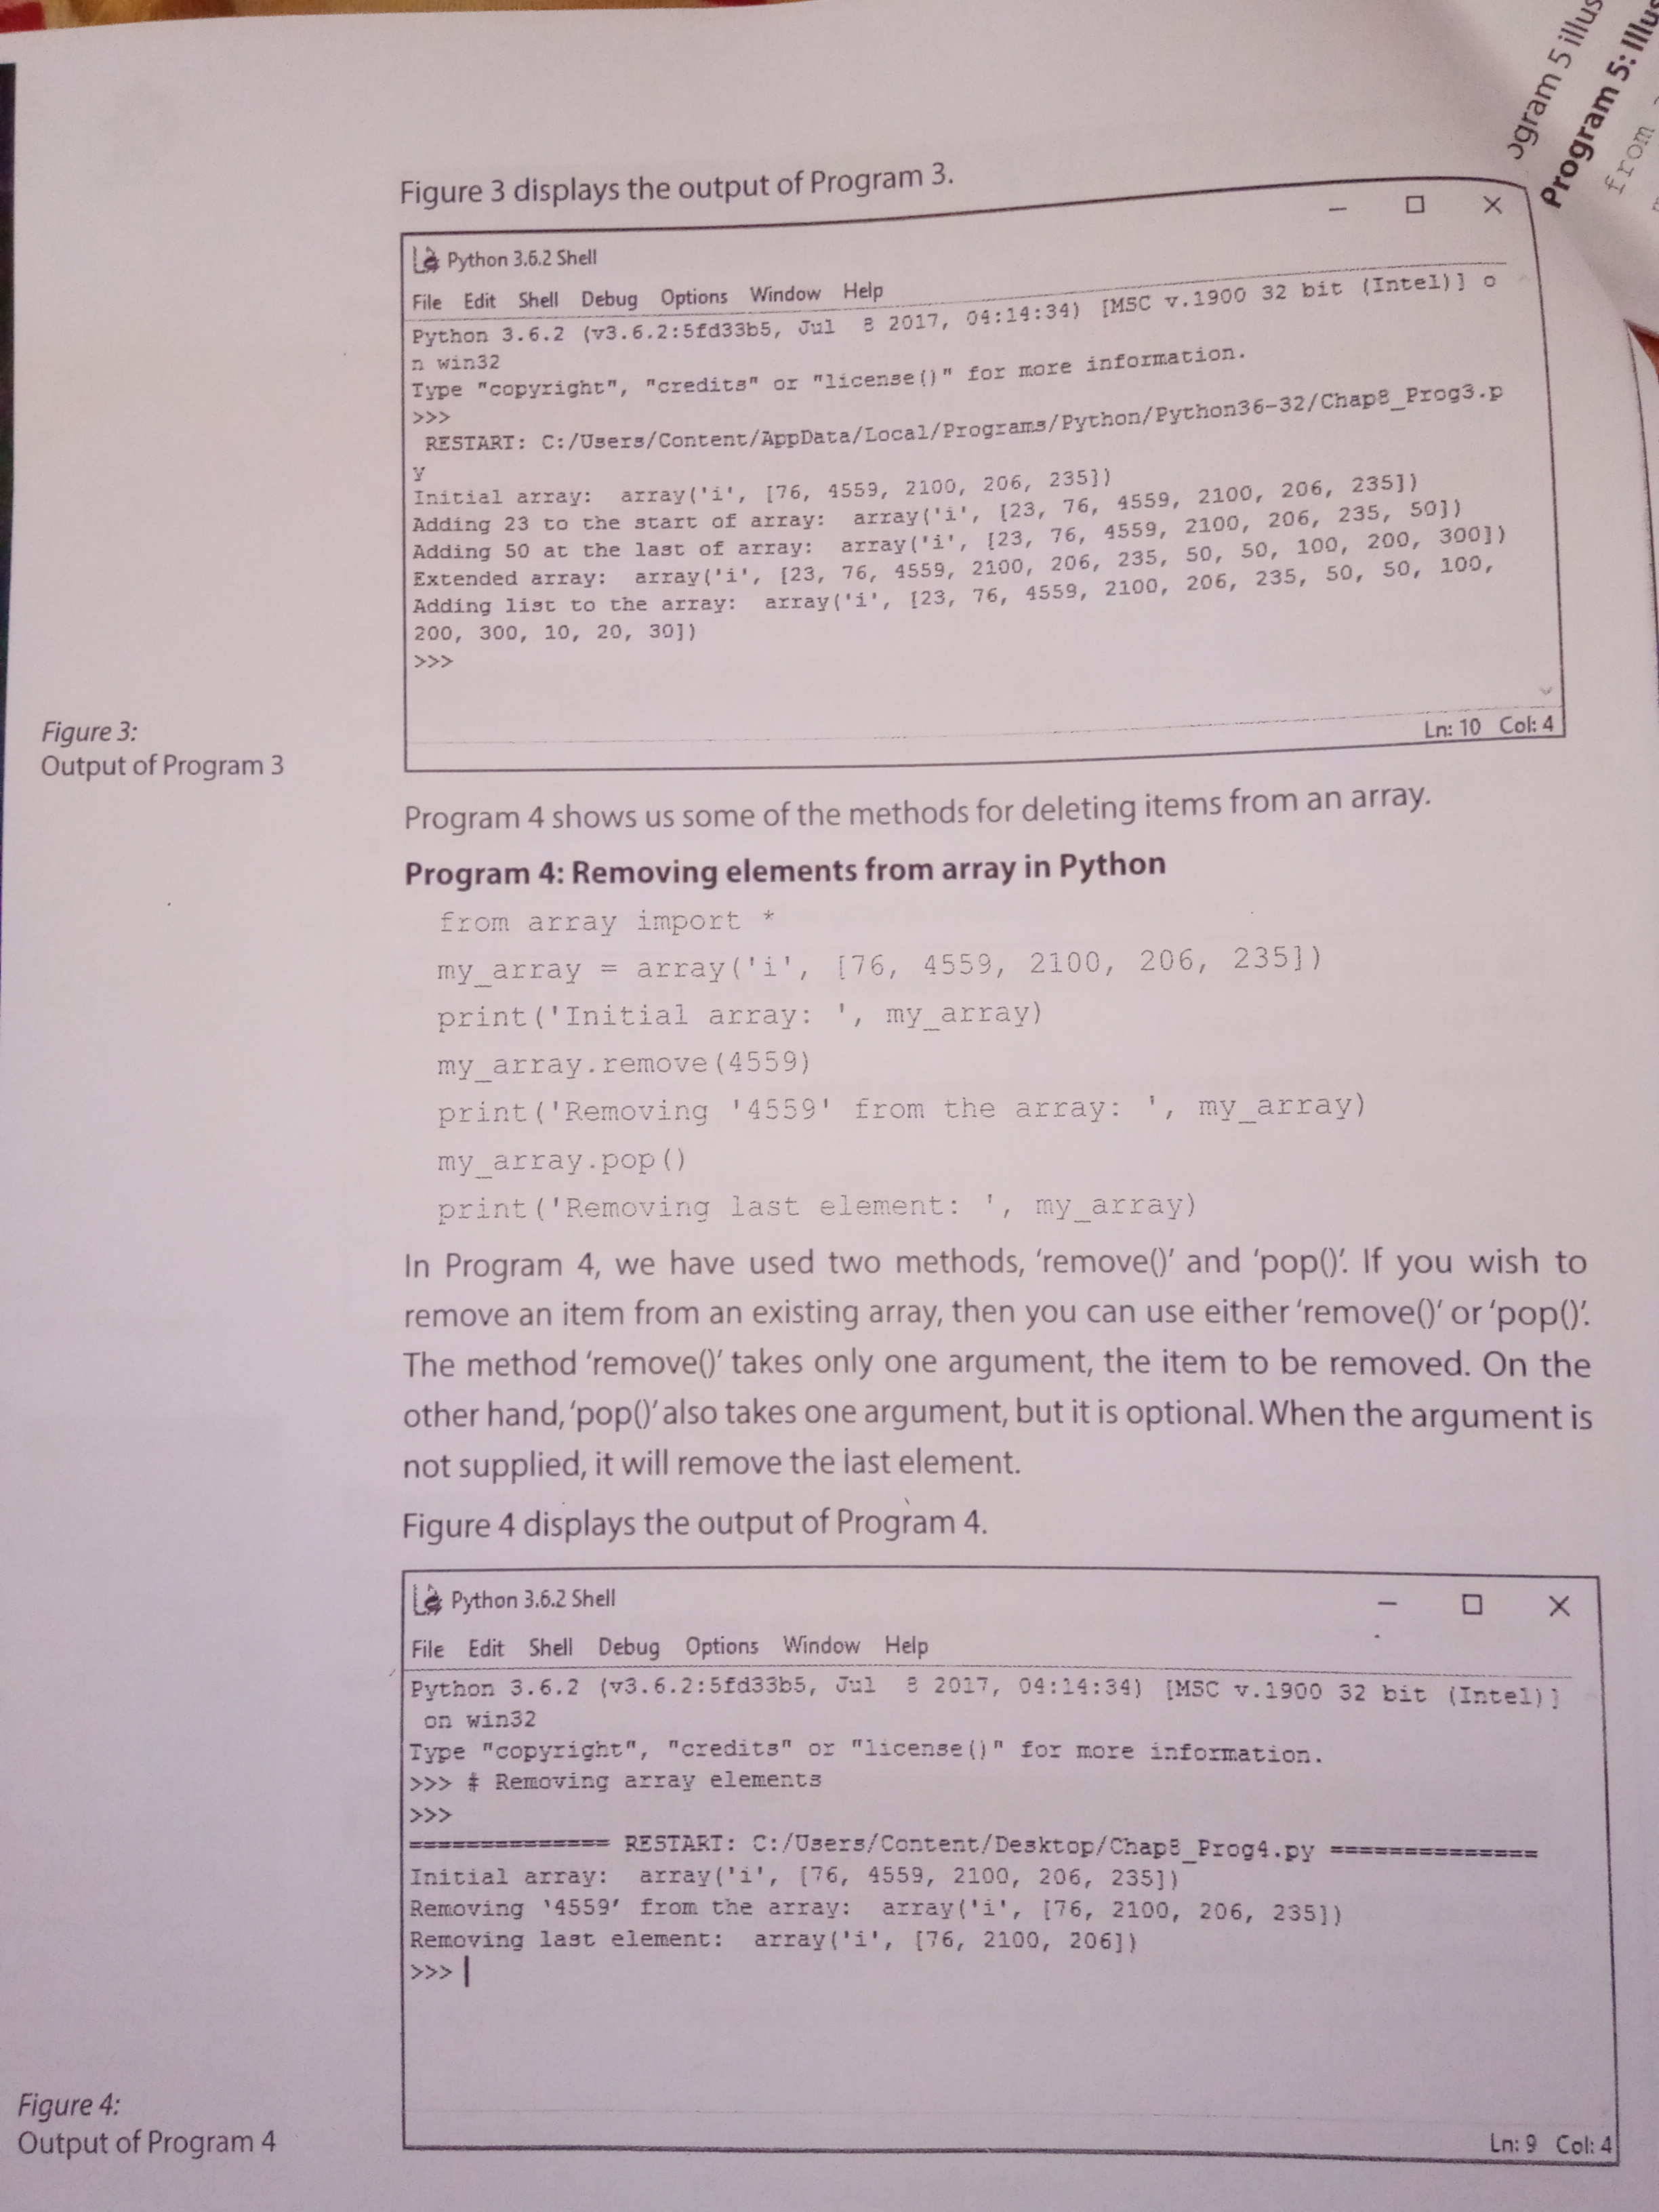 ogram 5 illus
Program 5: Illus
from
Figure 3 displays the output of Program 3.
Python 3.6.2 Shell
File Edit Shell Debug Options Window Help
Python 3.6.2 (v3.6.2:5fd33b5, Jul  8 2017, 04:14:34) [MSC v.1900 32 bit (Intel)] o
n win32
Type "copyright", "credits" or "license()" for more information.
>>>
RESTART: C:/Users/Content/AppData/Local/Programs/Python/Python36-32/Chap8_Prog3.p
y
Initial array:  array('i', [76, 4559, 2100, 206, 235])
Adding 23 to the start of array:  array('i', [23, 76, 4559, 2100, 206, 235])
Adding 50 at the last of array:  array('i', [23, 76, 4559, 2100, 206, 235, 50])
Extended array:  array('i', [23, 76, 4559, 2100, 206, 235, 50, 50, 100, 200, 300])
Adding list to the array:  array('i', [23, 76, 4559, 2100, 206, 235, 50, 50, 100,
200, 300, 10, 20, 30])
>>>
Ln: 10 Col: 4
Figure 3:
Output of Program 3
Program 4 shows us some of the methods for deleting items from an array.
Program 4: Removing elements from array in Python
from array import *
my_array = array('i', [76, 4559, 2100, 206, 235])
print('Initial array: ', my_array)
my_array.remove(4559)
print('Removing '4559' from the array: ', my_array)
my_array.pop()
print('Removing last element: ', my_array)
In Program 4, we have used two methods, ‘remove()’ and ‘pop()’. If you wish to
remove an item from an existing array, then you can use either ‘remove()’ or ‘pop()’.
The method ‘remove()’ takes only one argument, the item to be removed. On the
other hand, ‘pop()’ also takes one argument, but it is optional. When the argument is
not supplied, it will remove the last element.
Figure 4 displays the output of Program 4.
Python 3.6.2 Shell
File Edit Shell Debug Options Window Help
Python 3.6.2 (v3.6.2:5fd33b5, Jul  8 2017, 04:14:34) [MSC v.1900 32 bit (Intel)]
on win32
Type "copyright", "credits" or "license()" for more information.
>>> # Removing array elements
>>>
============== RESTART: C:/Users/Content/Desktop/Chap8_Prog4.py ==============
Initial array:  array('i', [76, 4559, 2100, 206, 235])
Removing ‘4559’ from the array:  array('i', [76, 2100, 206, 235])
Removing last element:  array('i', [76, 2100, 206])
>>>
Ln: 9 Col: 4
Figure 4:
Output of Program 4